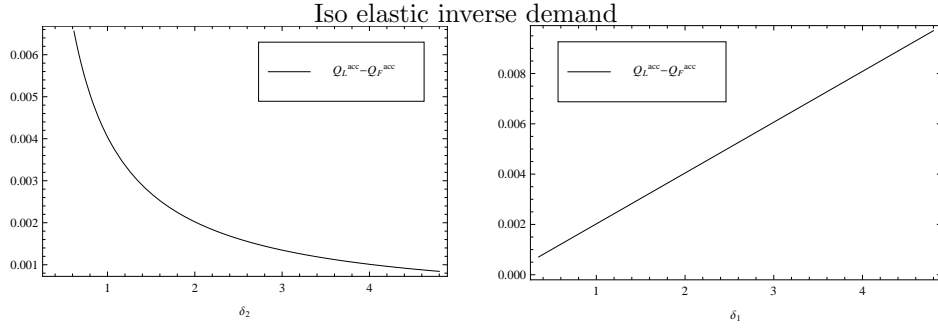 Iso elastic inverse demand
0.006
0.005
0.004
0.003
0.002
0.001
1 2 3 4
δ₂
Q_L^acc−Q_F^acc
0.008
0.006
0.004
0.002
0.000
1 2 3 4
δ₁
Q_L^acc−Q_F^acc